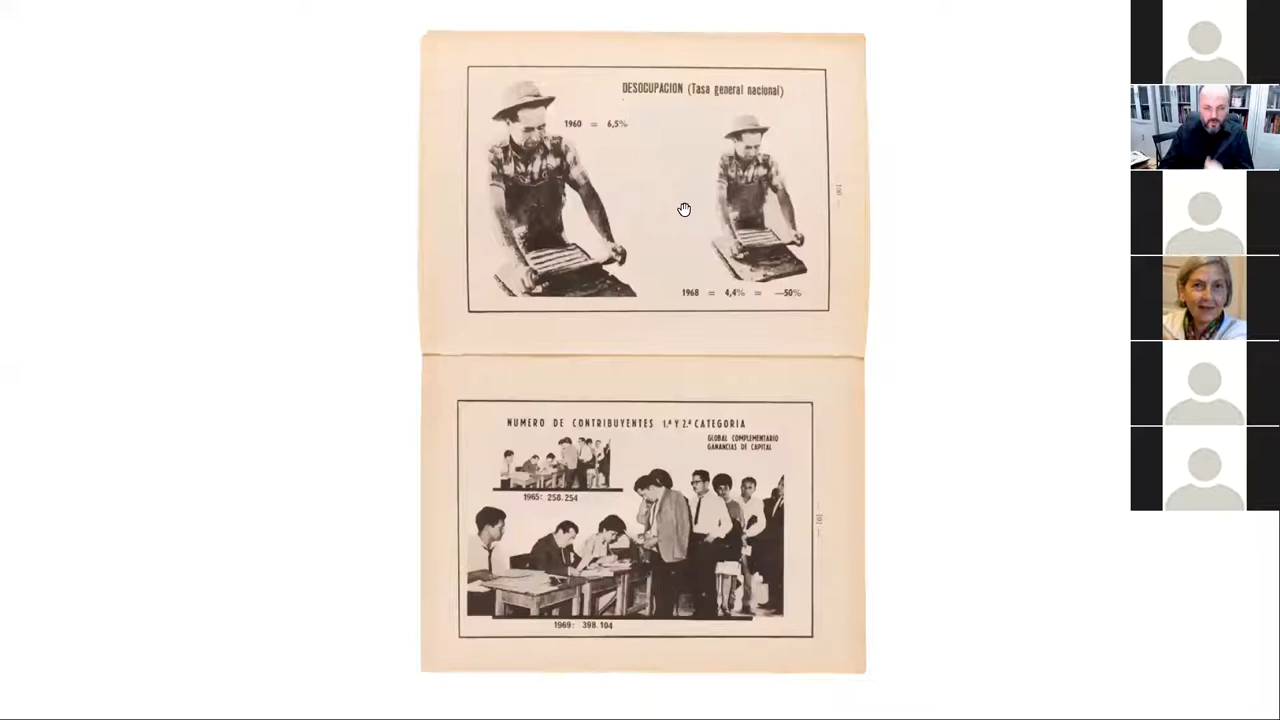 DESOCUPACION (Tasa general nacional)
1960 = 6,5%
1968 = 4,4% = —50%
NUMERO DE CONTRIBUYENTES 1.ª Y 2.ª CATEGORIA
GLOBAL COMPLEMENTARIO
GANANCIAS DE CAPITAL
1965: 258.254
1969: 398.104